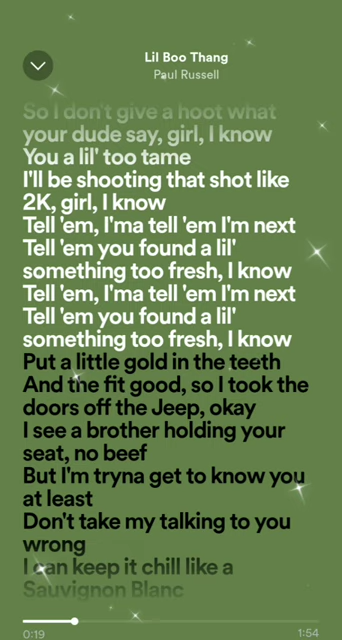 Lil Boo Thang
Paul Russell
So I don't give a hoot what
your dude say, girl, I know
You a lil' too tame
I'll be shooting that shot like
2K, girl, I know
Tell 'em, I'ma tell 'em I'm next
Tell 'em you found a lil'
something too fresh, I know
Tell 'em, I'ma tell 'em I'm next
Tell 'em you found a lil'
something too fresh, I know
Put a little gold in the teeth
And the fit good, so I took the
doors off the Jeep, okay
I see a brother holding your
seat, no beef
But I'm tryna get to know you
at least
Don't take my talking to you
wrong
I can keep it chill like a
Sauvignon Blanc
0:19
1:54